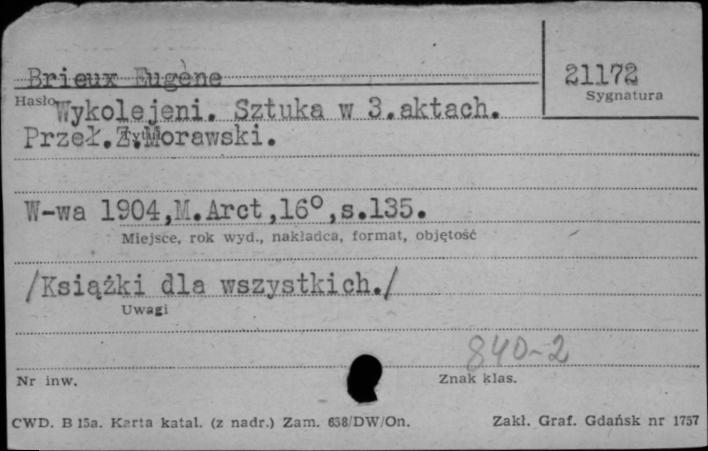 Brieux Eugène
21172
Hasło
Sygnatura
Wykolejeni. Sztuka w 3.aktach.
Przeł.Z.Morawski.
W-wa 1904,M.Arct,16°,s.135.
Miejsce, rok wyd., nakładca, format, objętość
/Książki dla wszystkich./
Uwagi
840-2
Nr inw.
Znak klas.
CWD. B 15a. Karta katal. (z nadr.) Zam. 638/DW/On.
Zakł. Graf. Gdańsk nr 1757